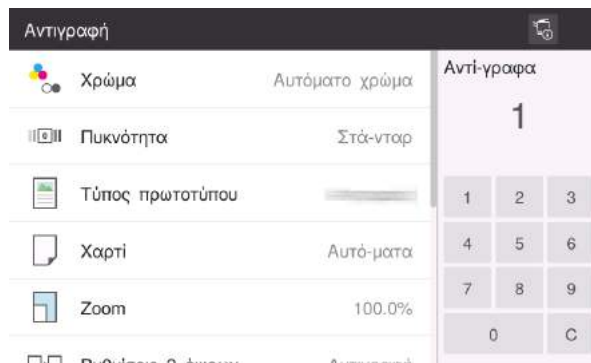 Αντιγραφή
Χρώμα Αυτόματο χρώμα
Πυκνότητα Στά-νταρ
Τύπος πρωτοτύπου
Χαρτί Αυτό-ματα
Zoom 100.0%
Αντί-γραφα
1
1 2 3
4 5 6
7 8 9
0 C